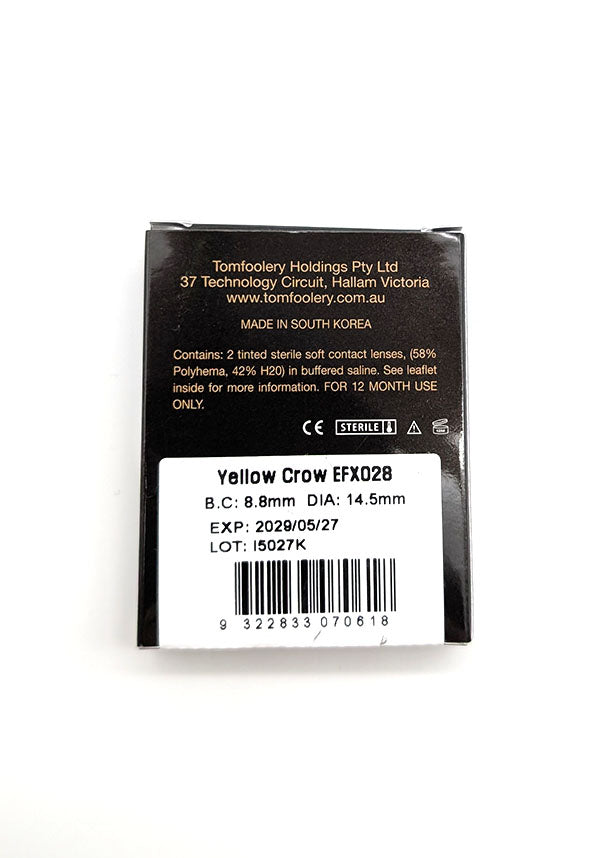 Tomfoolery Holdings Pty Ltd
37 Technology Circuit, Hallam Victoria
www.tomfoolery.com.au
MADE IN SOUTH KOREA
Contains: 2 tinted sterile soft contact lenses, (58%
Polyhema, 42% H20) in buffered saline. See leaflet
inside for more information. FOR 12 MONTH USE
ONLY.
CE STERILE
Yellow Crow EFX028
B.C: 8.8mm DIA: 14.5mm
EXP: 2029/05/27
LOT: I5027K
9 322833 070618